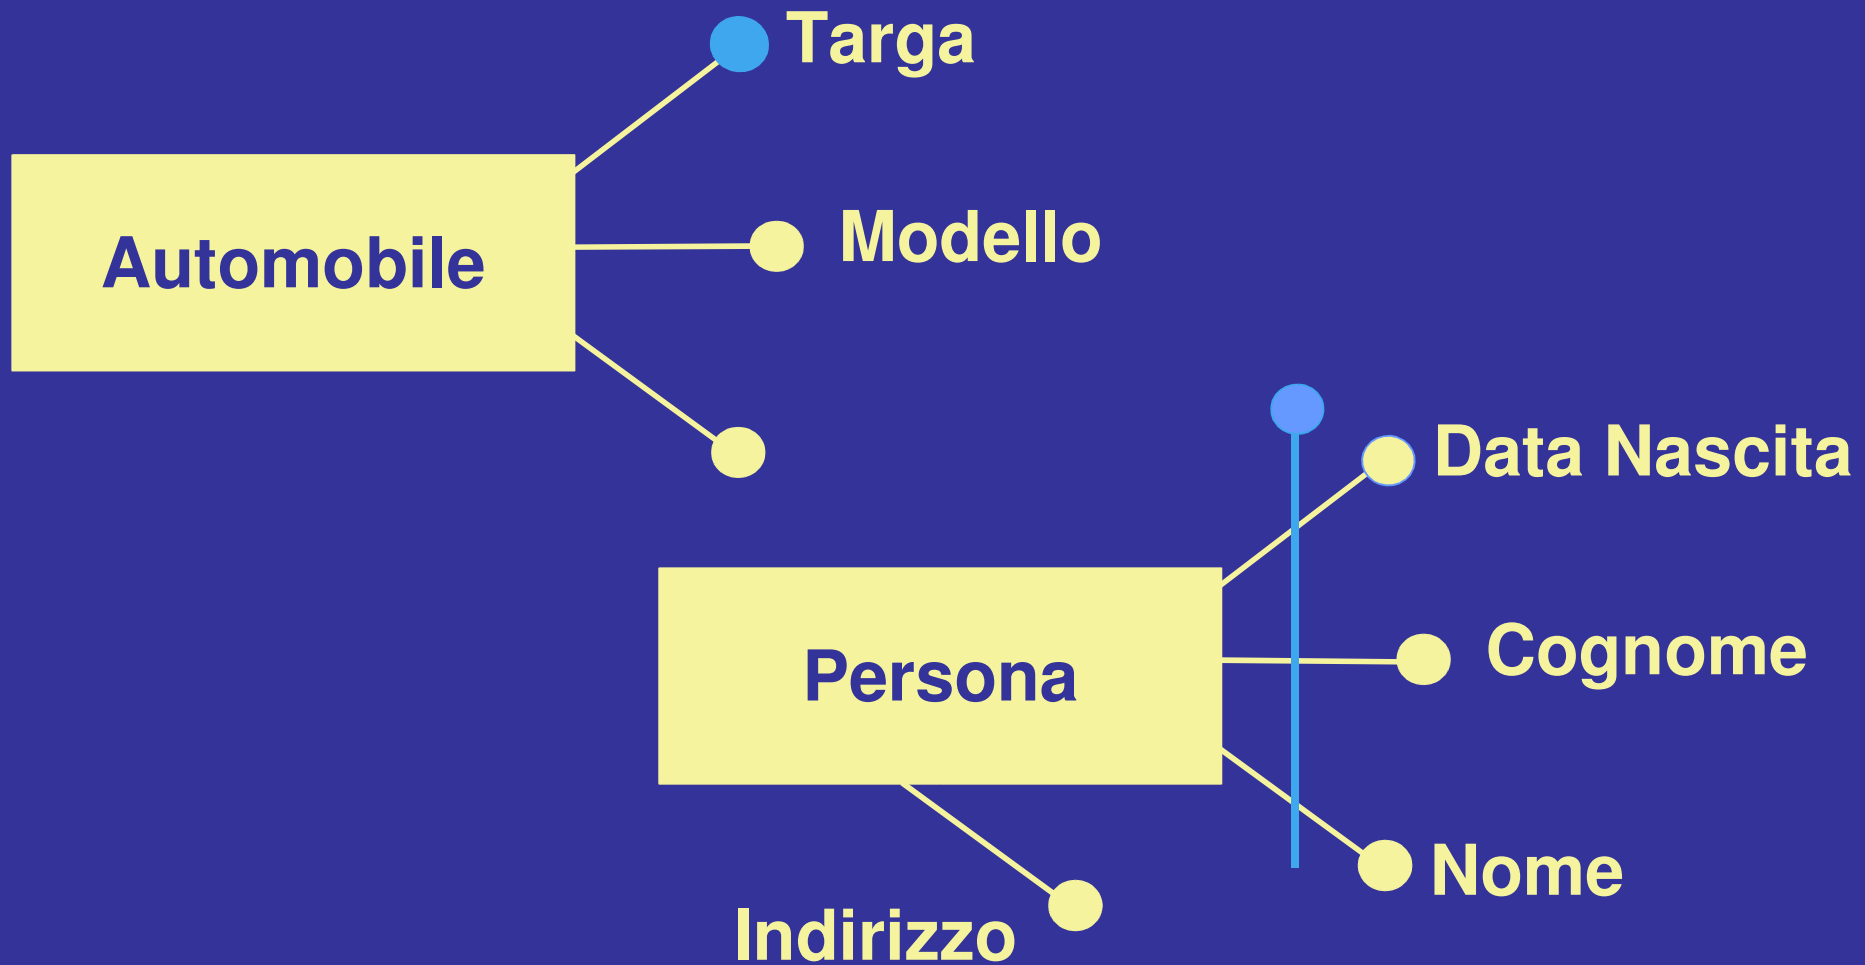 Targa
Automobile
Modello
Data Nascita
Persona
Cognome
Nome
Indirizzo